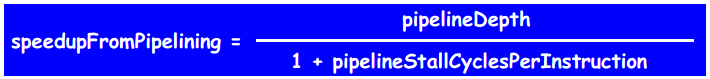 pipelineDepth
speedupFromPipelining =
1 + pipelineStallCyclesPerInstruction